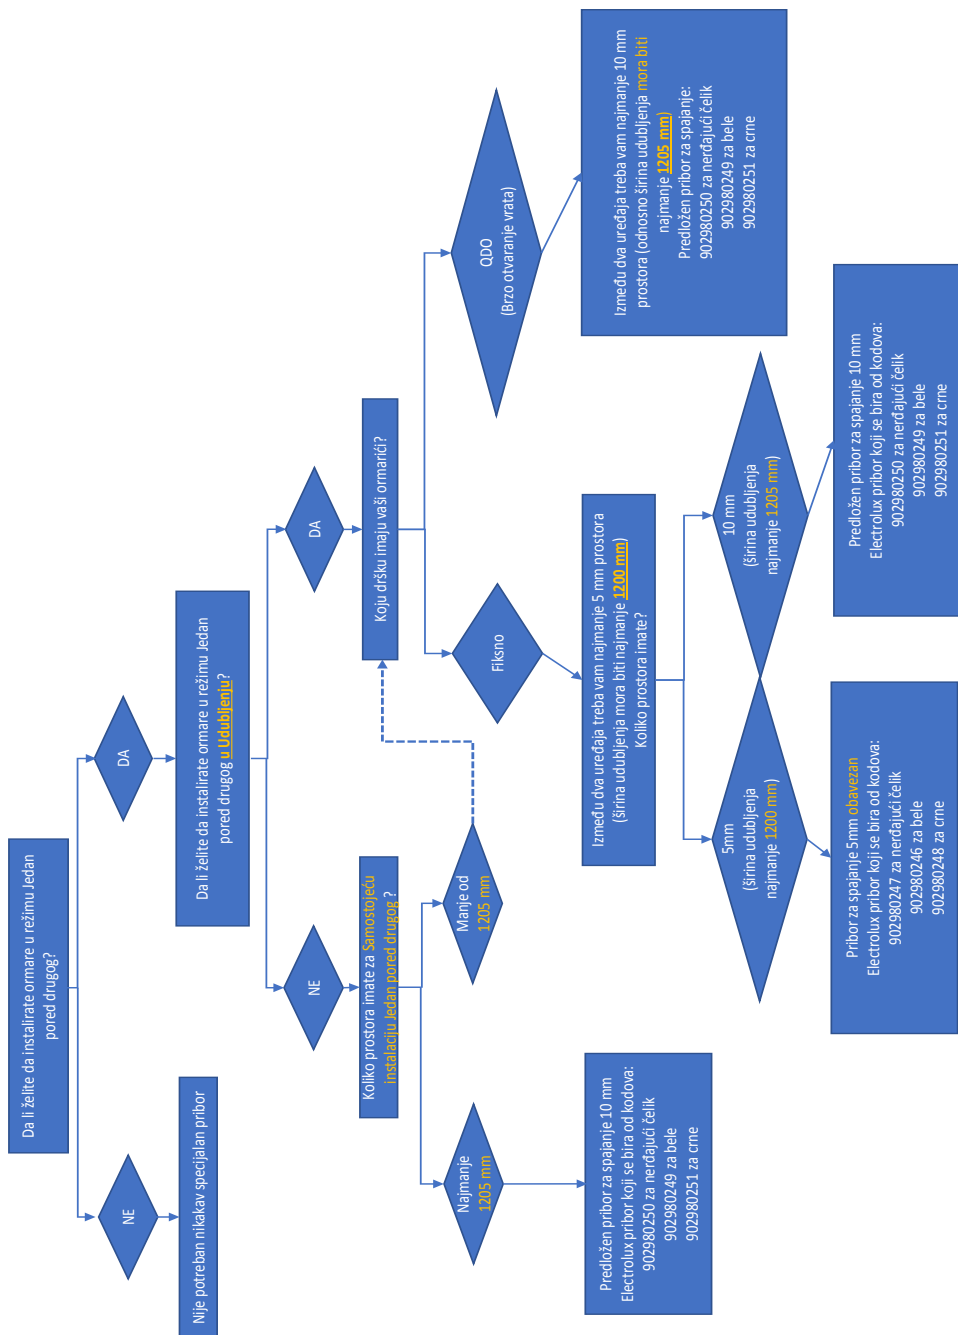 Da li želite da instalirate ormare u režimu Jedan
pored drugog?
NE
DA
Nije potreban nikakav specijalan pribor
Da li želite da instalirate ormare u režimu Jedan
pored drugog u Udubljenju?
NE
DA
Koliko prostora imate za Samostojeću
instalaciju Jedan pored drugog ?
Koju dršku imaju vaši ormarići?
Najmanje
1205 mm
Manje od
1205 mm
Fiksno
QDO
(Brzo otvaranje vrata)
Predložen pribor za spajanje 10 mm
Electrolux pribor koji se bira od kodova:
902980250 za nerđajući čelik
902980249 za bele
902980251 za crne
Između dva uređaja treba vam najmanje 5 mm prostora
(širina udubljenja mora biti najmanje 1200 mm)
Koliko prostora imate?
Između dva uređaja treba vam najmanje 10 mm
prostora (odnosno širina udubljenja mora biti
najmanje 1205 mm)
Predložen pribor za spajanje:
902980250 za nerđajući čelik
902980249 za bele
902980251 za crne
5mm
(širina udubljenja
najmanje 1200 mm)
10 mm
(širina udubljenja
najmanje 1205 mm)
Pribor za spajanje 5mm obavezan
Electrolux pribor koji se bira od kodova:
902980247 za nerđajući čelik
902980246 za bele
902980248 za crne
Predložen pribor za spajanje 10 mm
Electrolux pribor koji se bira od kodova:
902980250 za nerđajući čelik
902980249 za bele
902980251 za crne